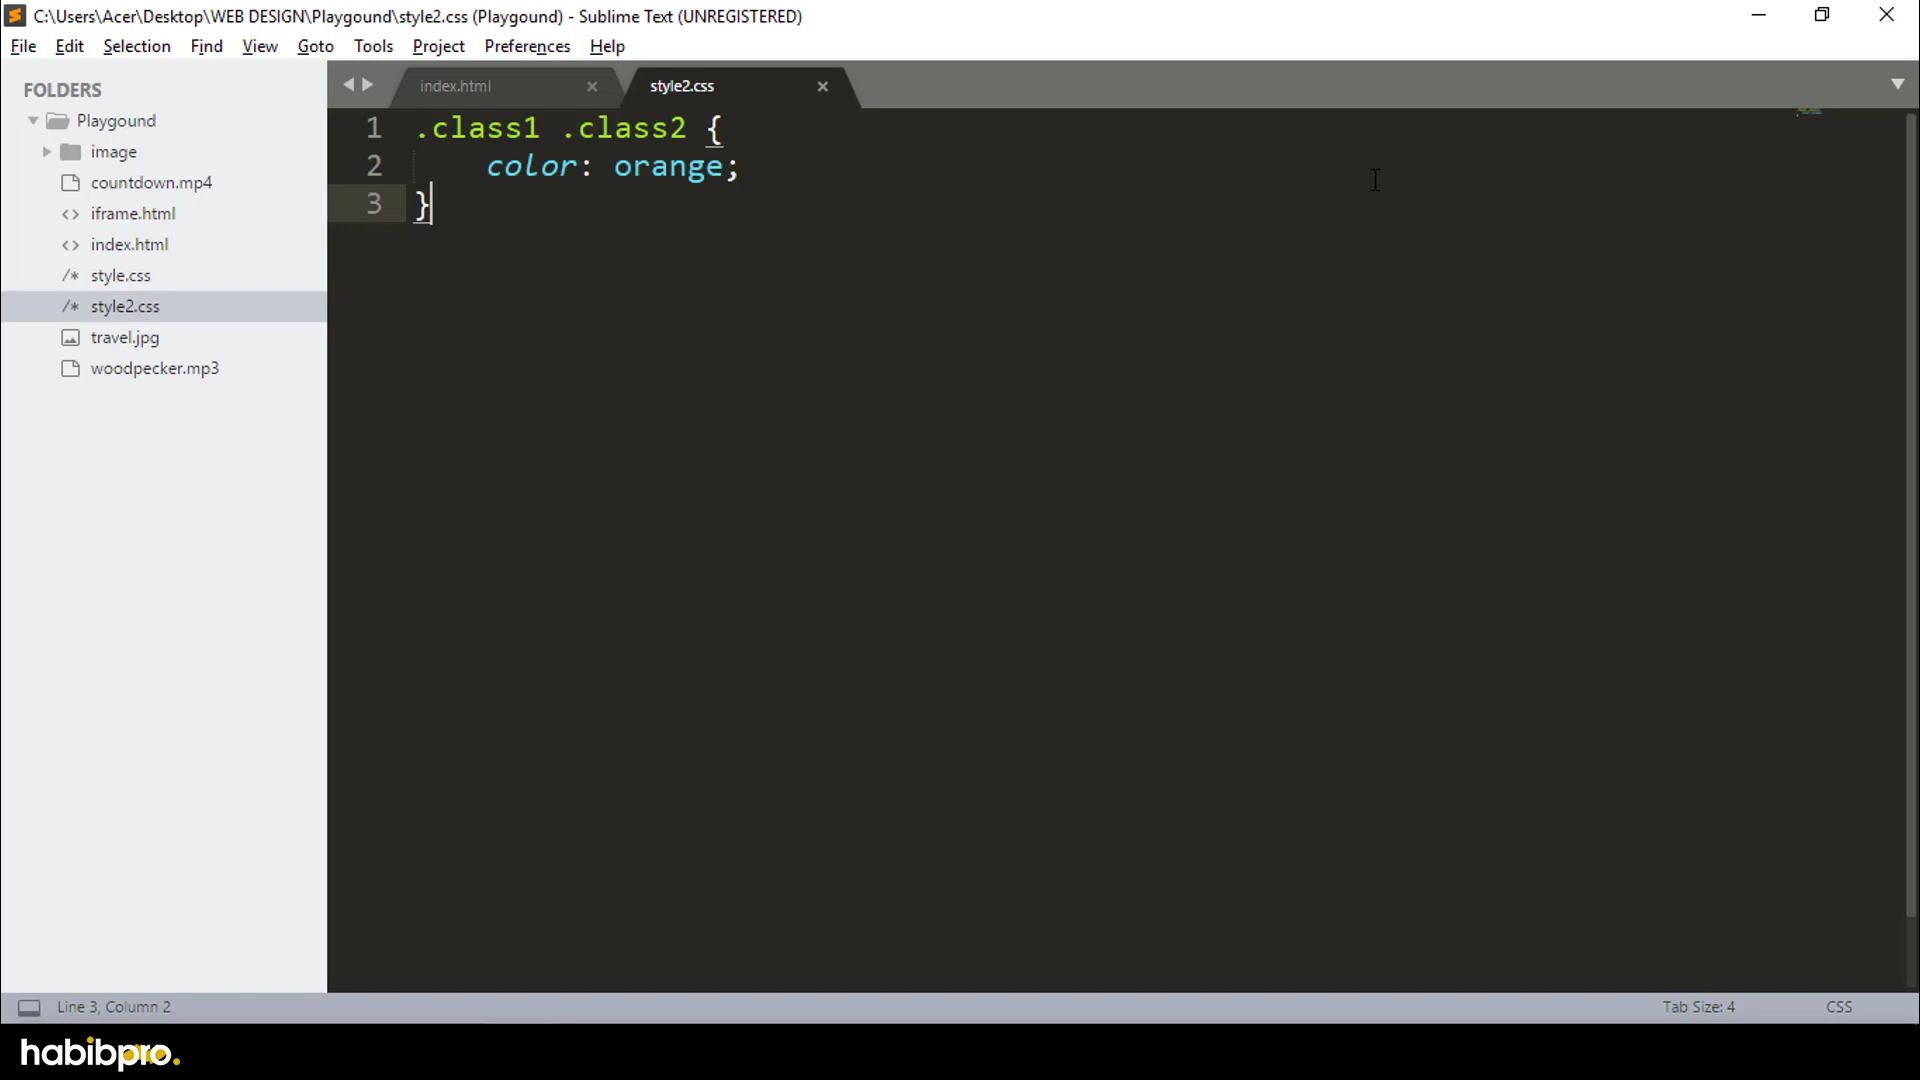 C:\Users\Acer\Desktop\WEB DESIGN\Playgound\style2.css (Playgound) - Sublime Text (UNREGISTERED)
File Edit Selection Find View Goto Tools Project Preferences Help
FOLDERS
Playgound
image
countdown.mp4
iframe.html
index.html
style.css
style2.css
travel.jpg
woodpecker.mp3
index.html style2.css
1 .class1 .class2 {
2 color: orange;
3 }
Line 3, Column 2 Tab Size: 4 CSS
habibpro.